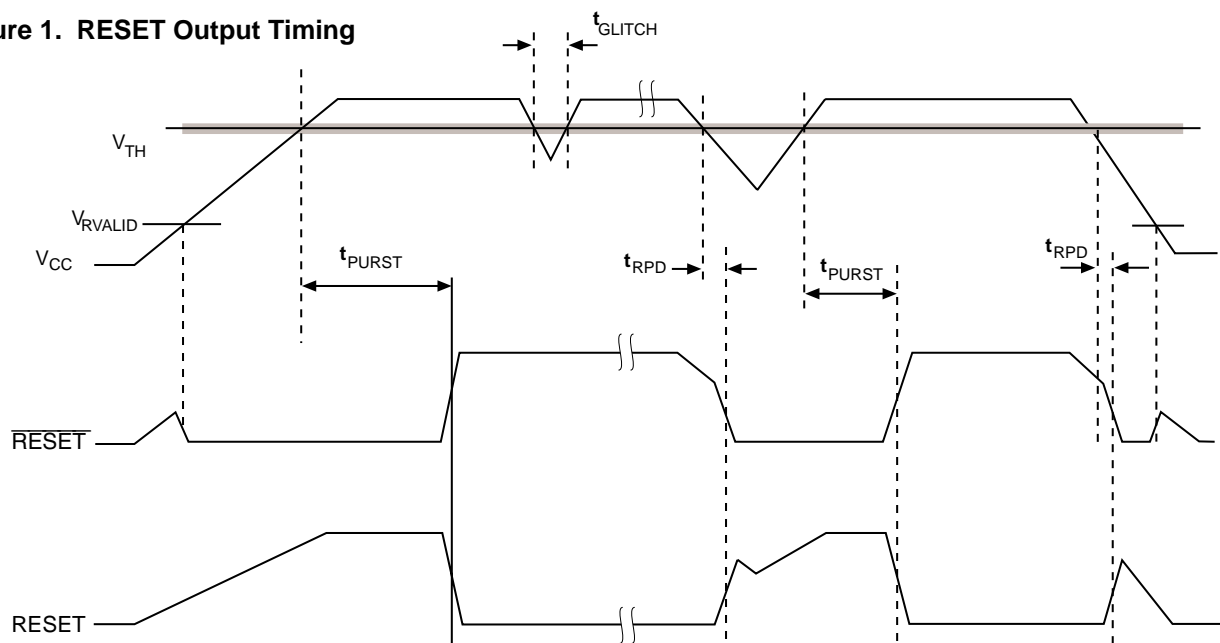 ure 1. RESET Output Timing
tGLITCH
VTH
VRVALID
VCC
tPURST
tRPD
tPURST
tRPD
RESET
RESET